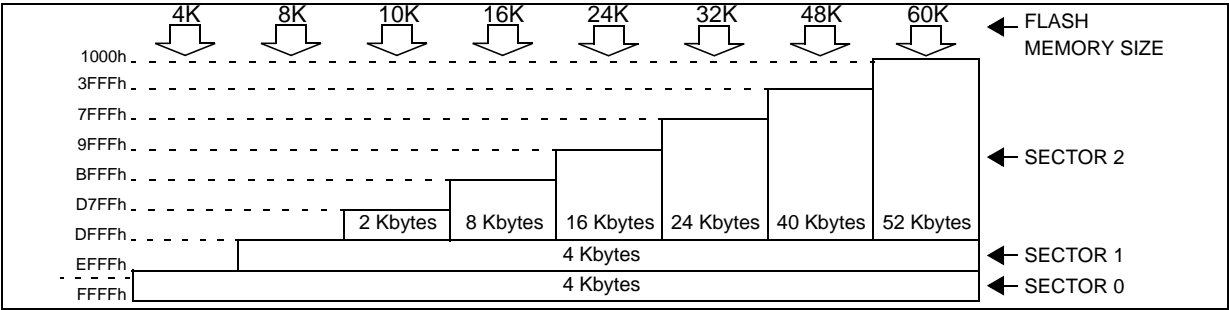 4K 8K 10K 16K 24K 32K 48K 60K FLASH
MEMORY SIZE
1000h
3FFFh
7FFFh
9FFFh
BFFFh SECTOR 2
D7FFh
2 Kbytes 8 Kbytes 16 Kbytes 24 Kbytes 40 Kbytes 52 Kbytes
DFFFh
4 Kbytes SECTOR 1
EFFFh
4 Kbytes SECTOR 0
FFFFh